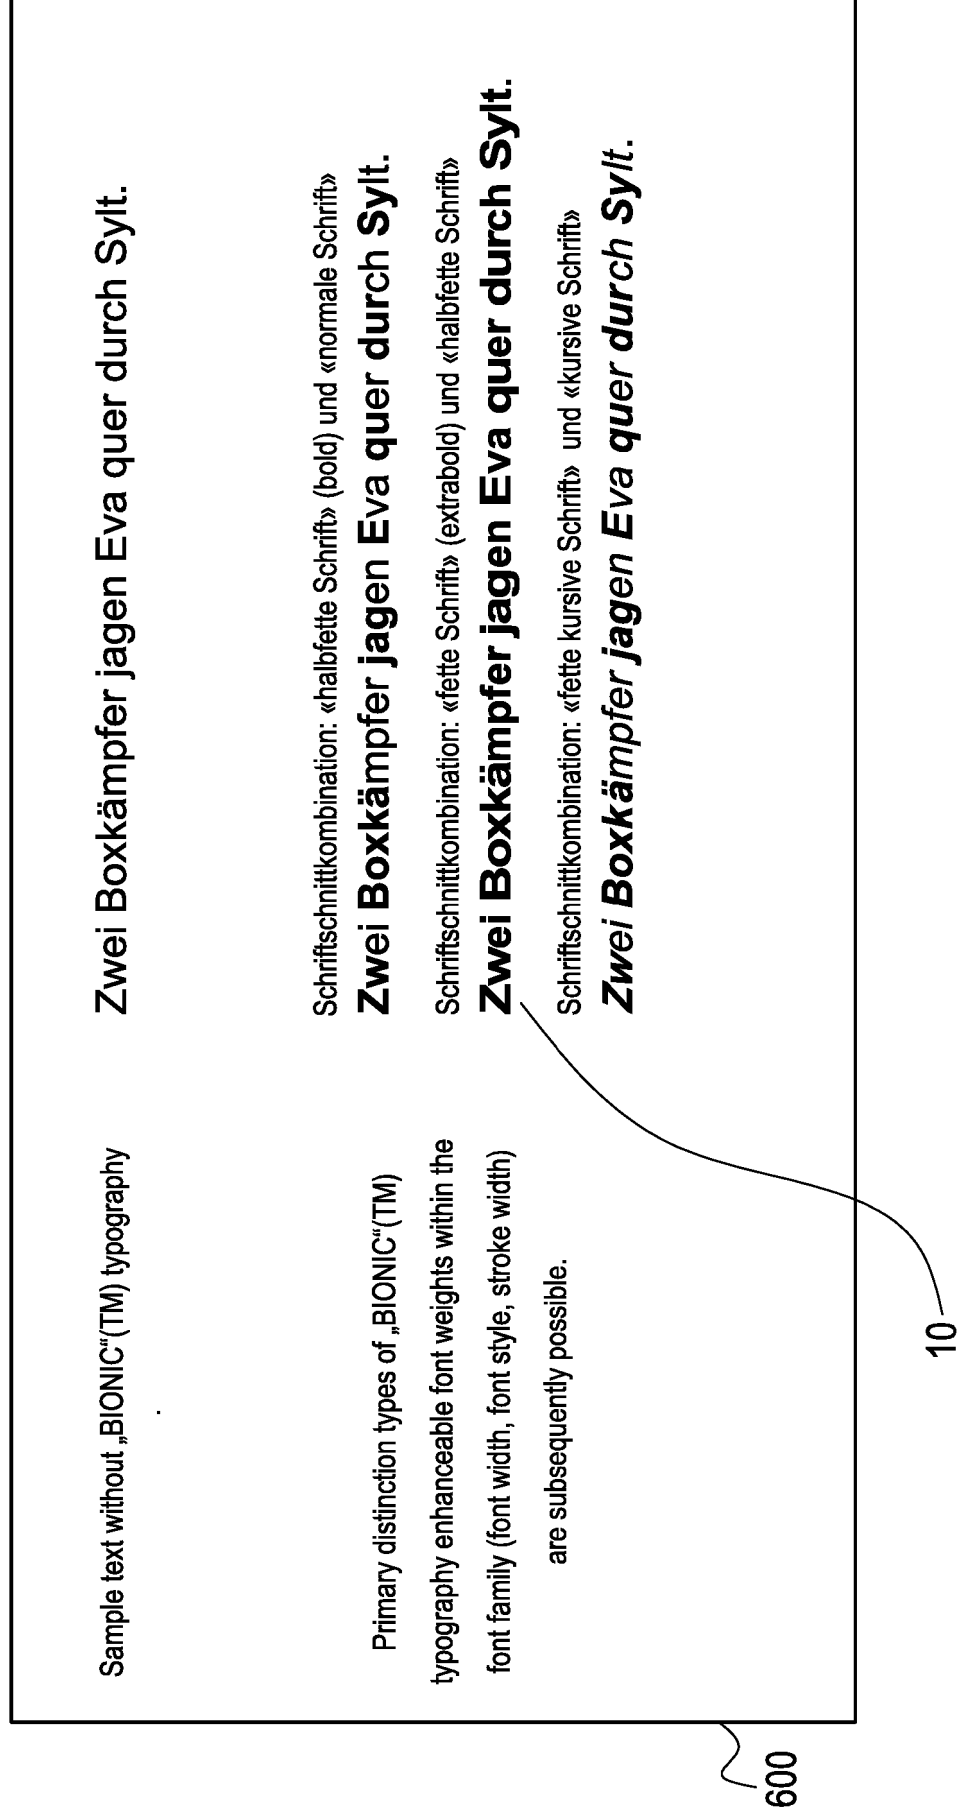 Sample text without „BIONIC“(TM) typography
Zwei Boxkämpfer jagen Eva quer durch Sylt.
Primary distinction types of „BIONIC“(TM)
typography enhanceable font weights within the
font family (font width, font style, stroke width)
are subsequently possible.
Schriftschnittkombination: «halbfette Schrift» (bold) und «normale Schrift»
Zwei Boxkämpfer jagen Eva quer durch Sylt.
Schriftschnittkombination: «fette Schrift» (extrabold) und «halbfette Schrift»
Zwei Boxkämpfer jagen Eva quer durch Sylt.
Schriftschnittkombination: «fette kursive Schrift» und «kursive Schrift»
Zwei Boxkämpfer jagen Eva quer durch Sylt.
600
10